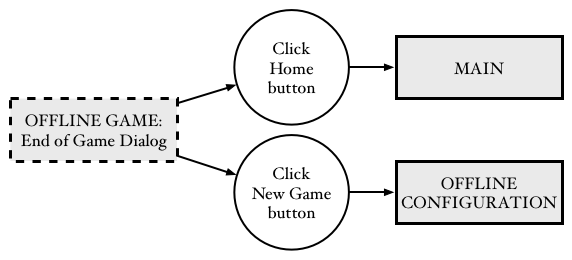 OFFLINE GAME:
End of Game Dialog
Click
Home
button
MAIN
Click
New Game
button
OFFLINE
CONFIGURATION